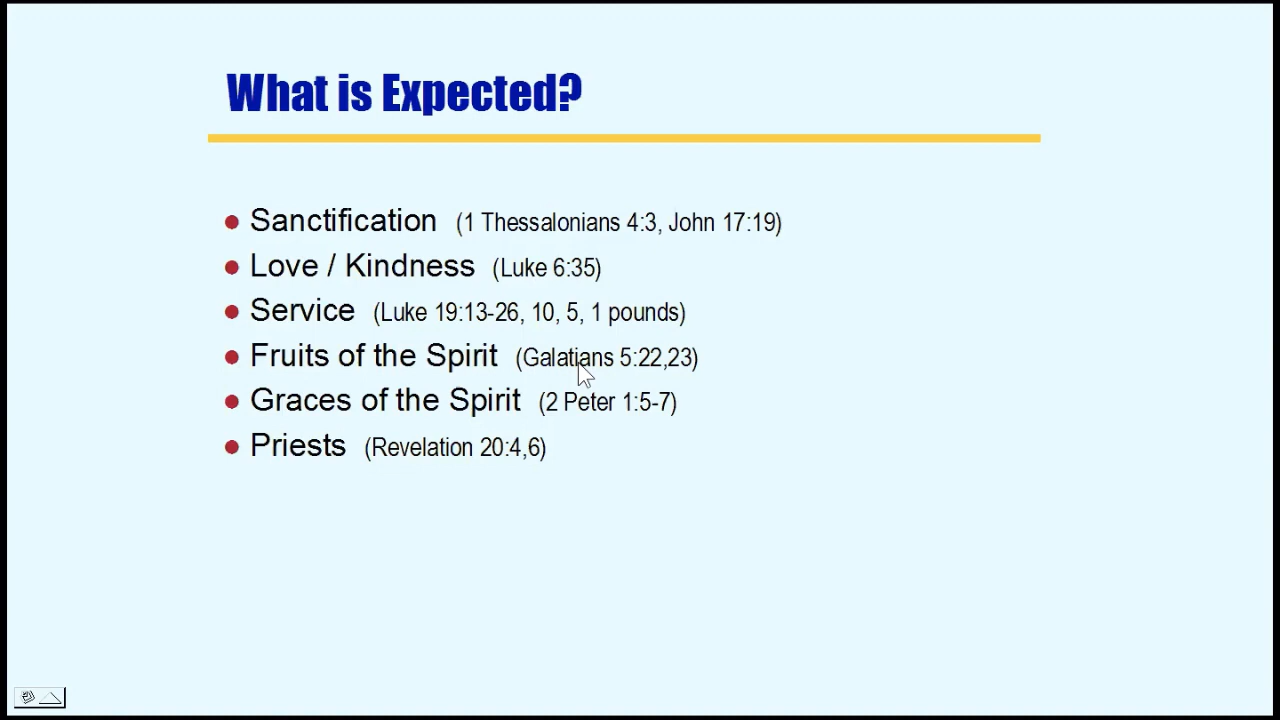 What is Expected?
Sanctification (1 Thessalonians 4:3, John 17:19)
Love / Kindness (Luke 6:35)
Service (Luke 19:13-26, 10, 5, 1 pounds)
Fruits of the Spirit (Galatians 5:22,23)
Graces of the Spirit (2 Peter 1:5-7)
Priests (Revelation 20:4,6)